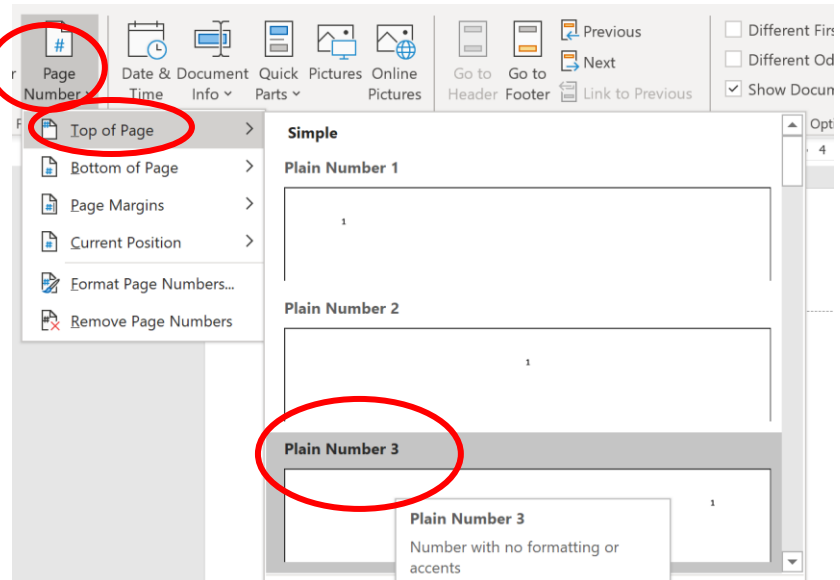 Page
Number
Date &
Time
Document
Info
Quick
Parts
Pictures
Online
Pictures
Go to
Header
Go to
Footer
Previous
Next
Link to Previous
Different Firs
Different Od
Show Docum
Opti
4
Top of Page
Bottom of Page
Page Margins
Current Position
Format Page Numbers...
Remove Page Numbers
Simple
Plain Number 1
1
Plain Number 2
1
Plain Number 3
1
Plain Number 3
Number with no formatting or
accents